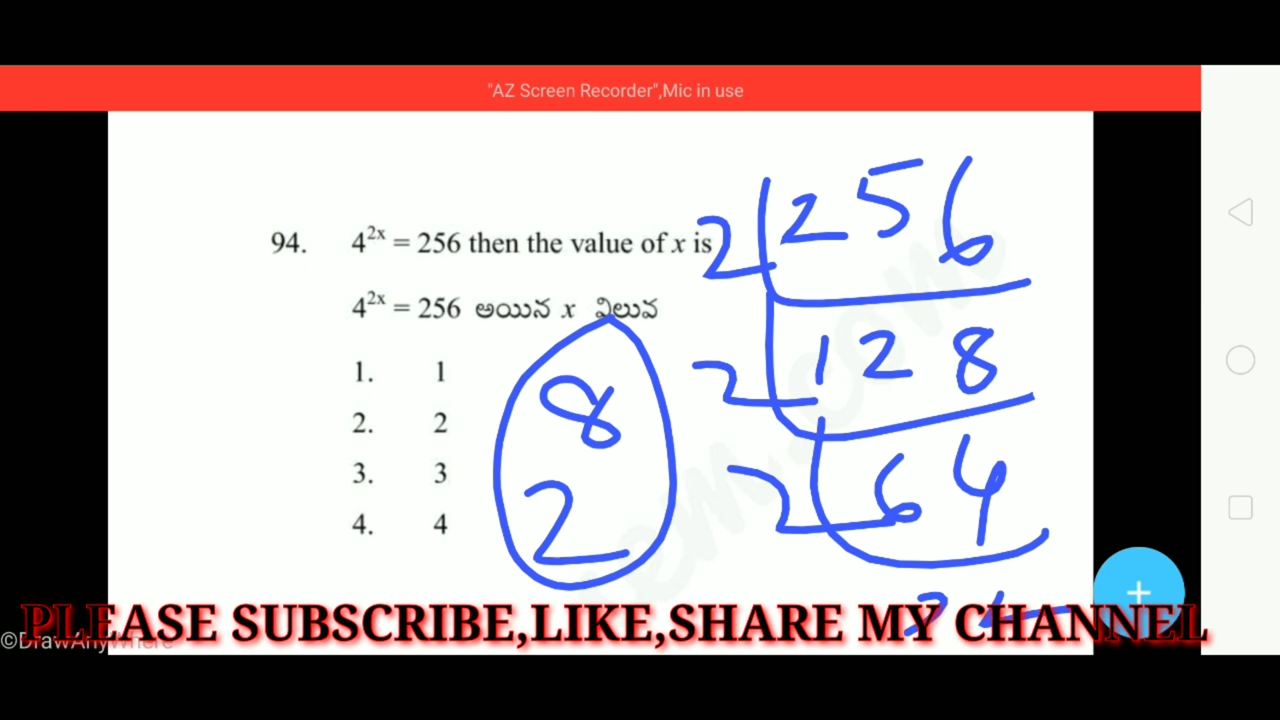 "AZ Screen Recorder",Mic in use
94. 4^{2x} = 256 then the value of x is
4^{2x} = 256 అయిన x విలువ
1. 1
2. 2
3. 3
4. 4
2 256
2 128
2 64
8
2
PLEASE SUBSCRIBE,LIKE,SHARE MY CHANNEL
©DrawAnywhere